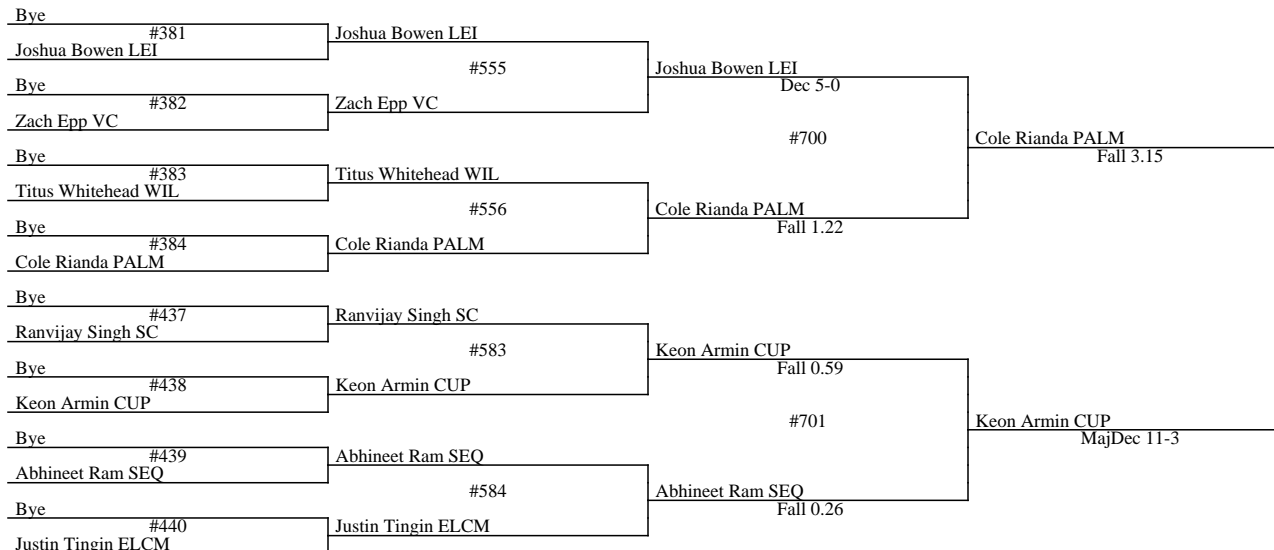 Bye
#381
Joshua Bowen LEI
Joshua Bowen LEI
#555
Bye
#382
Zach Epp VC
Zach Epp VC
Joshua Bowen LEI
Dec 5-0
#700
Bye
#383
Titus Whitehead WIL
Titus Whitehead WIL
#556
Bye
#384
Cole Rianda PALM
Cole Rianda PALM
Cole Rianda PALM
Fall 1.22
Cole Rianda PALM
Fall 3.15
Bye
#437
Ranvijay Singh SC
Ranvijay Singh SC
#583
Bye
#438
Keon Armin CUP
Keon Armin CUP
Keon Armin CUP
Fall 0.59
#701
Bye
#439
Abhineet Ram SEQ
Abhineet Ram SEQ
#584
Bye
#440
Justin Tingin ELCM
Justin Tingin ELCM
Abhineet Ram SEQ
Fall 0.26
Keon Armin CUP
MajDec 11-3